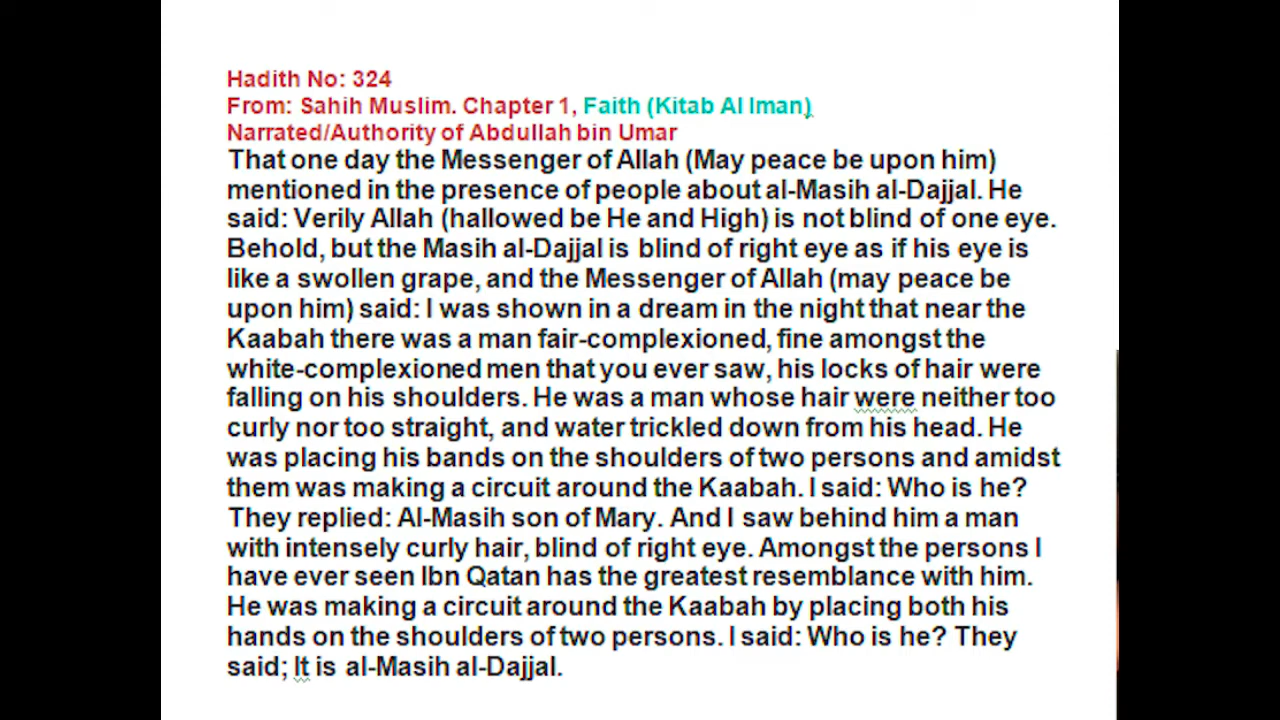 Hadith No: 324
From: Sahih Muslim. Chapter 1, Faith (Kitab Al Iman)
Narrated/Authority of Abdullah bin Umar
That one day the Messenger of Allah (May peace be upon him)
mentioned in the presence of people about al-Masih al-Dajjal. He
said: Verily Allah (hallowed be He and High) is not blind of one eye.
Behold, but the Masih al-Dajjal is blind of right eye as if his eye is
like a swollen grape, and the Messenger of Allah (may peace be
upon him) said: I was shown in a dream in the night that near the
Kaabah there was a man fair-complexioned, fine amongst the
white-complexioned men that you ever saw, his locks of hair were
falling on his shoulders. He was a man whose hair were neither too
curly nor too straight, and water trickled down from his head. He
was placing his bands on the shoulders of two persons and amidst
them was making a circuit around the Kaabah. I said: Who is he?
They replied: Al-Masih son of Mary. And I saw behind him a man
with intensely curly hair, blind of right eye. Amongst the persons I
have ever seen Ibn Qatan has the greatest resemblance with him.
He was making a circuit around the Kaabah by placing both his
hands on the shoulders of two persons. I said: Who is he? They
said; It is al-Masih al-Dajjal.